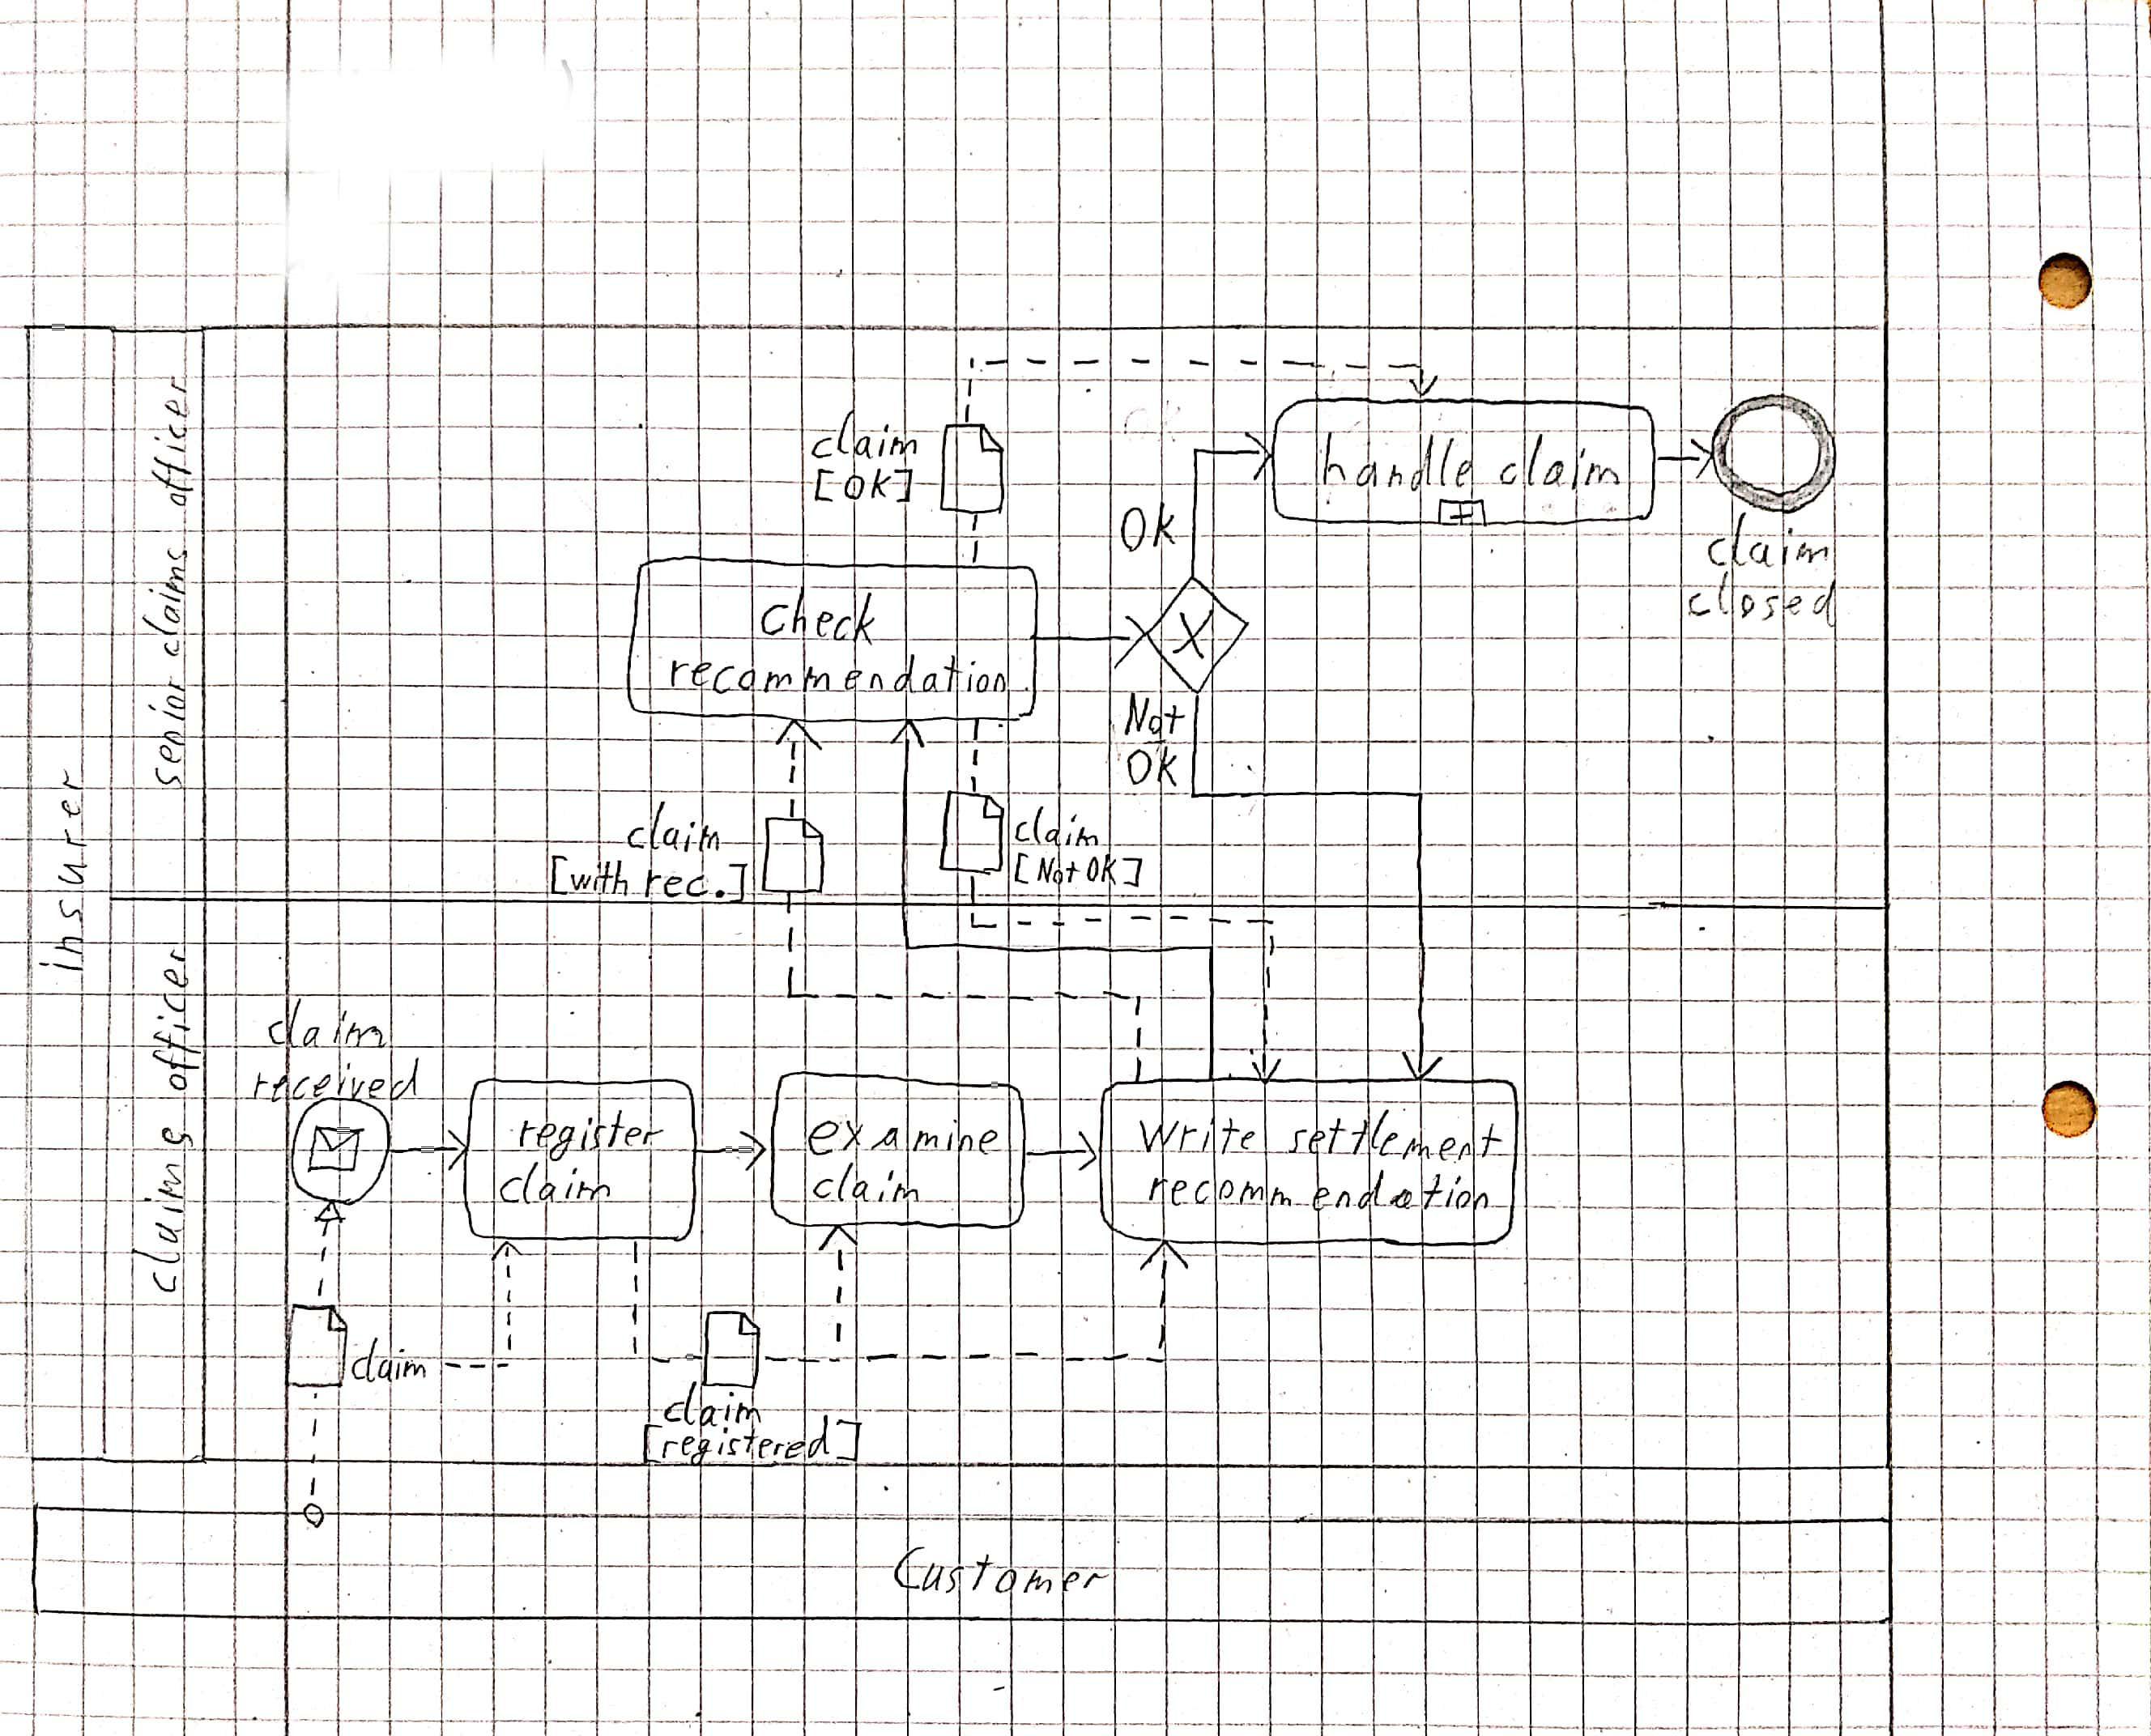 insurer
senior claims officer
claims officer
claim
[OK]
handle claim
+
claim
closed
OK
Check
recommendation
X
Not
OK
claim
[with rec.]
claim
[Not OK]
claim
received
register
claim
examine
claim
Write settlement
recommendation
claim
claim
[registered]
Customer